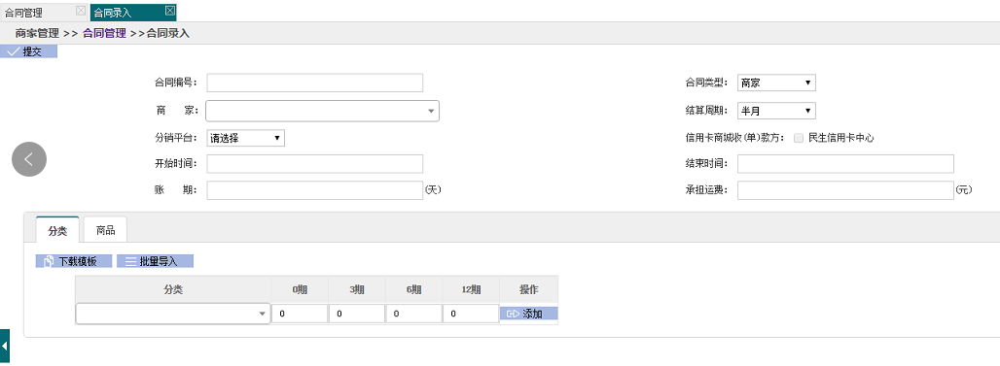 合同管理 合同录入
商家管理 >> 合同管理 >>合同录入
提交
合同编号: 合同类型: 商家
商 家: 结算周期: 半月
分销平台: 请选择 信用卡商城收(单)款方: 民生信用卡中心
开始时间: 结束时间:
账 期: (天) 承担运费: (元)
分类 商品
下载模板 批量导入
分类 0期 3期 6期 12期 操作
0 0 0 0 添加